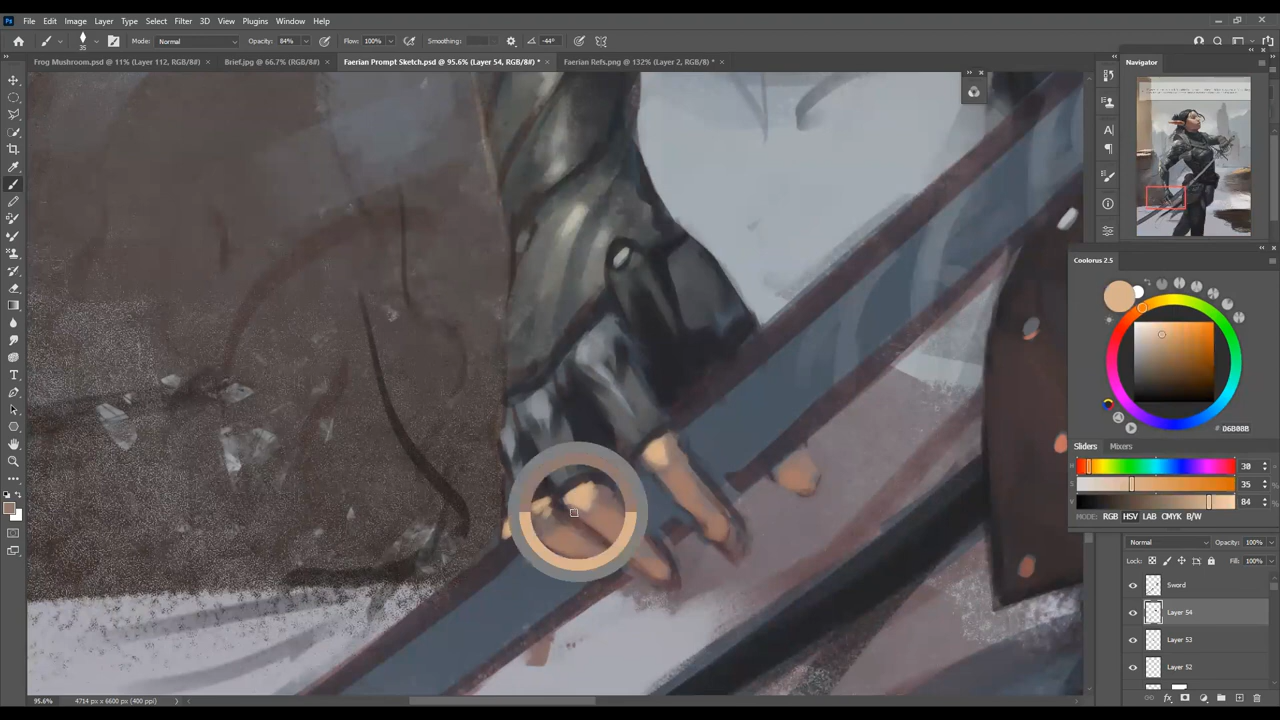 Ps File Edit Image Layer Type Select Filter 3D View Plugins Window Help
35 Mode: Normal Opacity: 84% Flow: 100% Smoothing: -44°
Frog Mushroom.psd @ 11% (Layer 112, RGB/8#) × Brief.jpg @ 66.7% (RGB/8#) × Faerian Prompt Sketch.psd @ 95.6% (Layer 54, RGB/8#) * × Faerian Refs.png @ 132% (Layer 2, RGB/8) * ×
Navigator
Coolorus 2.5
# D6B08B
Sliders Mixers
H 30
S 35 %
V 84 %
MODE: RGB HSV LAB CMYK B/W
Normal Opacity: 100%
Lock: Fill: 100%
Sword
Layer 54
Layer 53
Layer 52
95.6% 4714 px x 6600 px (400 ppi)